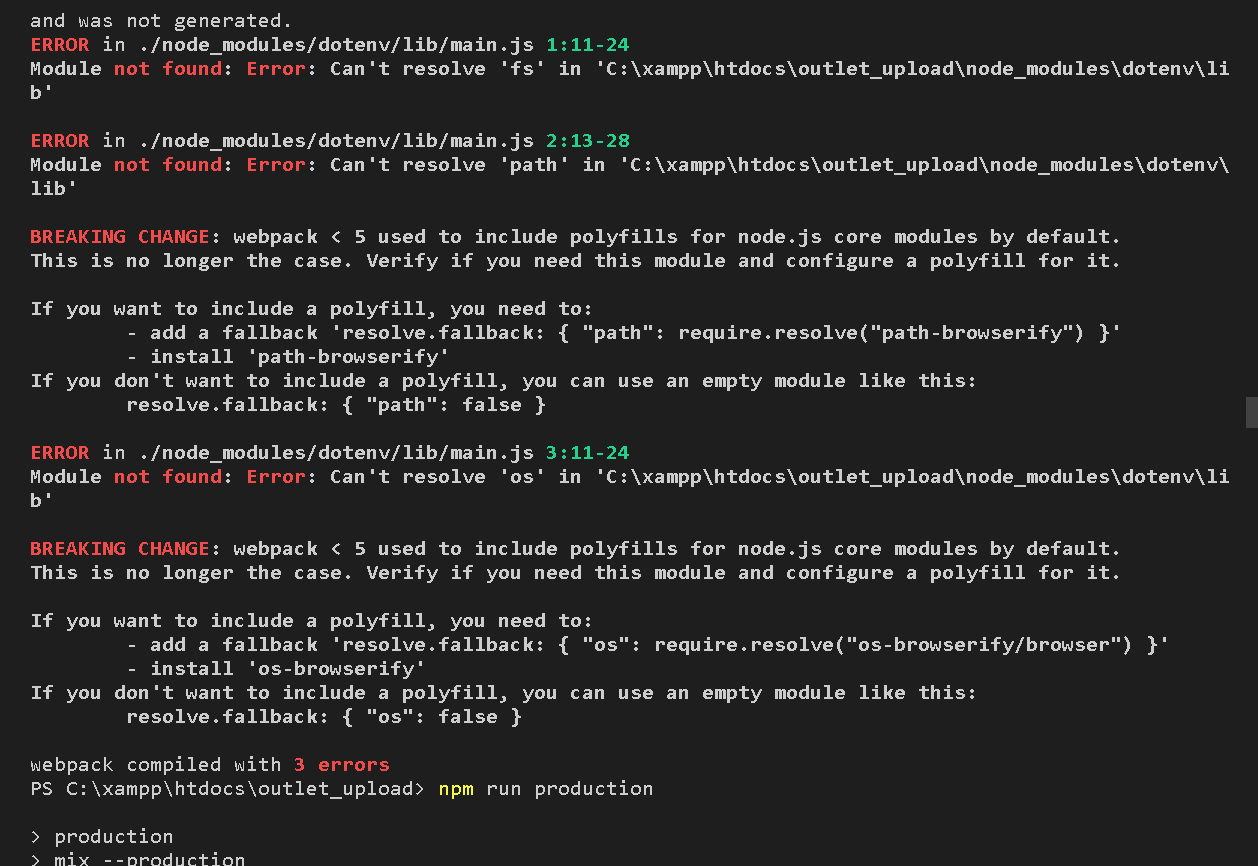 and was not generated.
ERROR in ./node_modules/dotenv/lib/main.js 1:11-24
Module not found: Error: Can't resolve 'fs' in 'C:\xampp\htdocs\outlet_upload\node_modules\dotenv\li
b'
ERROR in ./node_modules/dotenv/lib/main.js 2:13-28
Module not found: Error: Can't resolve 'path' in 'C:\xampp\htdocs\outlet_upload\node_modules\dotenv\
lib'
BREAKING CHANGE: webpack < 5 used to include polyfills for node.js core modules by default.
This is no longer the case. Verify if you need this module and configure a polyfill for it.
If you want to include a polyfill, you need to:
        - add a fallback 'resolve.fallback: { "path": require.resolve("path-browserify") }'
        - install 'path-browserify'
If you don't want to include a polyfill, you can use an empty module like this:
        resolve.fallback: { "path": false }
ERROR in ./node_modules/dotenv/lib/main.js 3:11-24
Module not found: Error: Can't resolve 'os' in 'C:\xampp\htdocs\outlet_upload\node_modules\dotenv\li
b'
BREAKING CHANGE: webpack < 5 used to include polyfills for node.js core modules by default.
This is no longer the case. Verify if you need this module and configure a polyfill for it.
If you want to include a polyfill, you need to:
        - add a fallback 'resolve.fallback: { "os": require.resolve("os-browserify/browser") }'
        - install 'os-browserify'
If you don't want to include a polyfill, you can use an empty module like this:
        resolve.fallback: { "os": false }
webpack compiled with 3 errors
PS C:\xampp\htdocs\outlet_upload> npm run production
> production
> mix --production